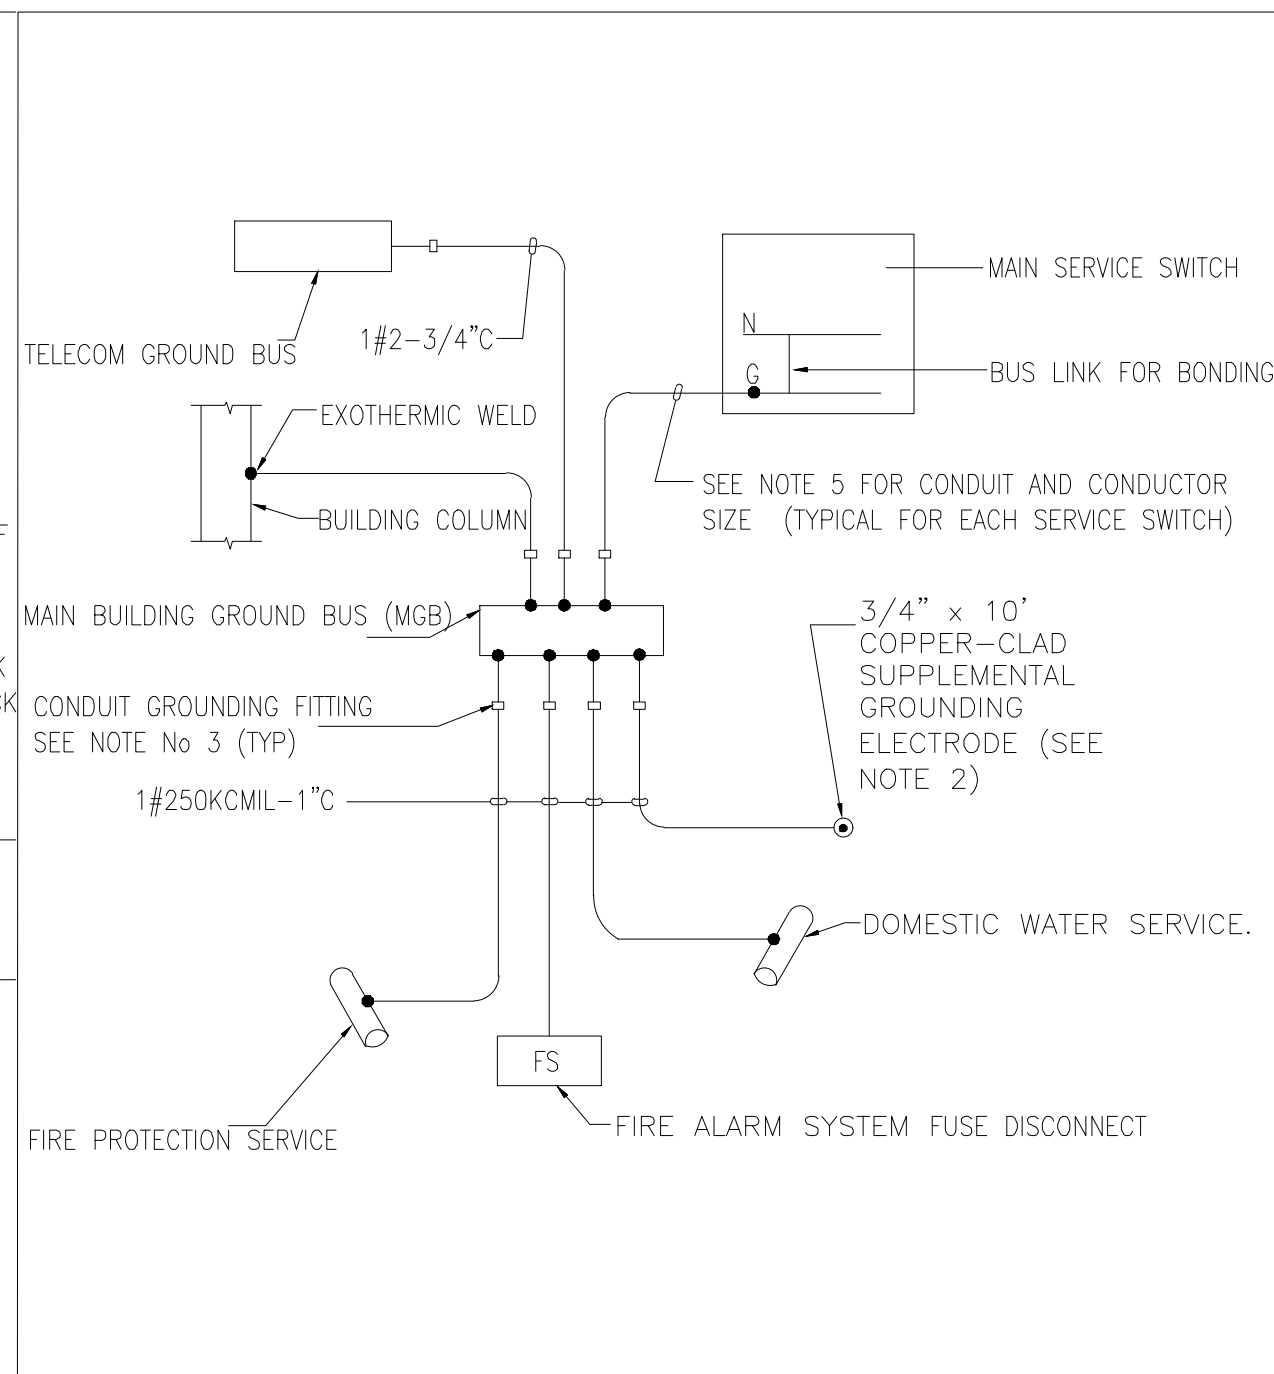 MAIN SERVICE SWITCH
N
1#2-3/4"C
TELECOM GROUND BUS
G
BUS LINK FOR BONDING
EXOTHERMIC WELD
SEE NOTE 5 FOR CONDUIT AND CONDUCTOR
SIZE (TYPICAL FOR EACH SERVICE SWITCH)
BUILDING COLUMN
MAIN BUILDING GROUND BUS (MGB)
3/4" x 10'
COPPER-CLAD
SUPPLEMENTAL
GROUNDING
ELECTRODE (SEE
NOTE 2)
CONDUIT GROUNDING FITTING
SEE NOTE No 3 (TYP)
1#250KCMIL-1"C
DOMESTIC WATER SERVICE.
FS
FIRE ALARM SYSTEM FUSE DISCONNECT
FIRE PROTECTION SERVICE